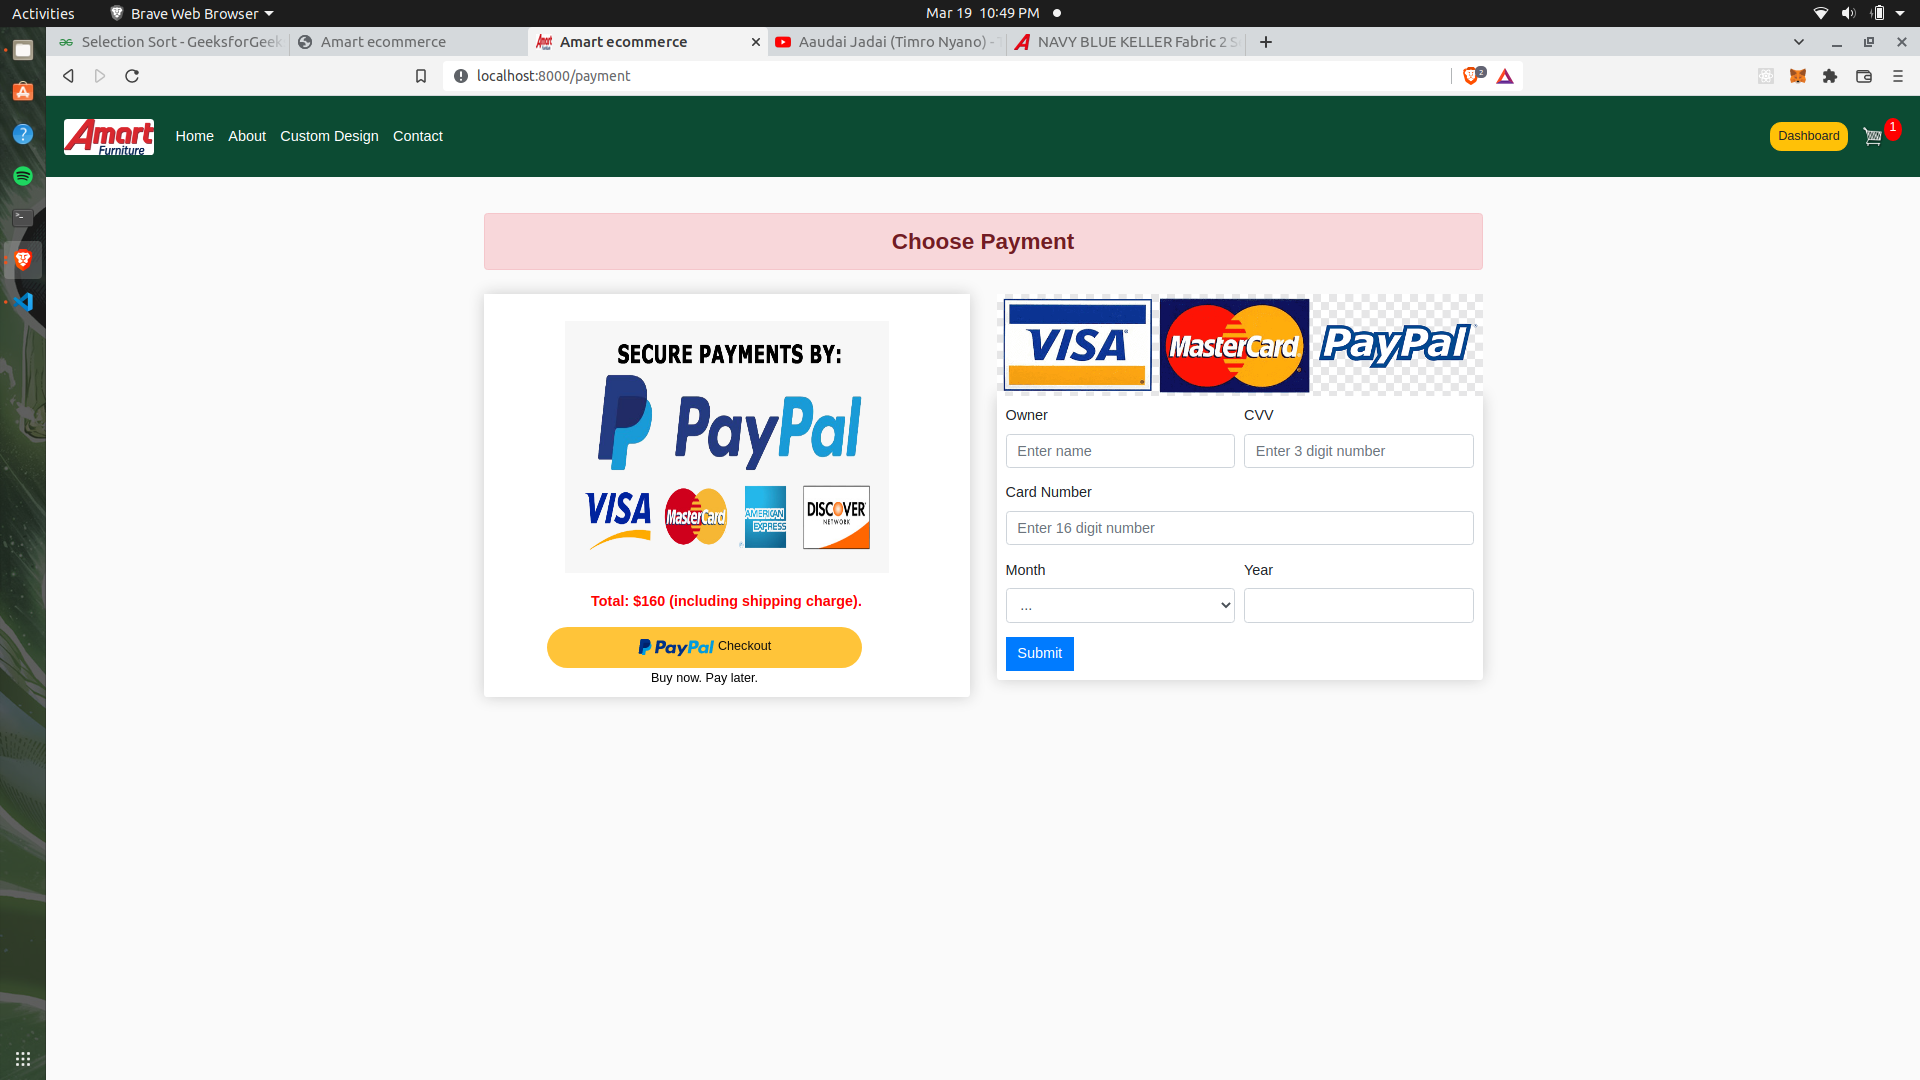 Activities
Brave Web Browser
Mar 19 10:49 PM
Selection Sort - GeeksforGeek
Amart ecommerce
Amart ecommerce
Aaudai Jadai (Timro Nyano) -
NAVY BLUE KELLER Fabric 2 S
localhost:8000/payment
2
Amart
Furniture
Home
About
Custom Design
Contact
Dashboard
1
Choose Payment
SECURE PAYMENTS BY:
PayPal
VISA
MasterCard
AMERICAN
EXPRESS
DISCOVER
NETWORK
Total: $160 (including shipping charge).
PayPal Checkout
Buy now. Pay later.
VISA
MasterCard
PayPal
Owner
CVV
Enter name
Enter 3 digit number
Card Number
Enter 16 digit number
Month
Year
...
Submit